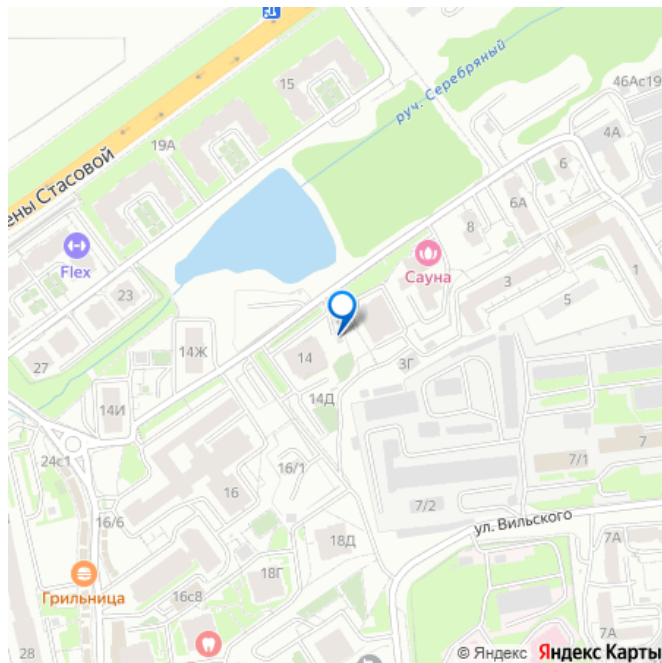 15
руч. Серебряный
46Ас19
19А
4А
6
ены Стасовой
6А
8
Flex
Сауна
3
1
23
5
14Ж
27
14
3Г
14И
14Д
24с1
16/1
7
7/1
16
7/2
16/6
ул. Вильского
18Д
7А
18Г
Грильница
16с8
7А
28
© Яндекс Яндекс Карты